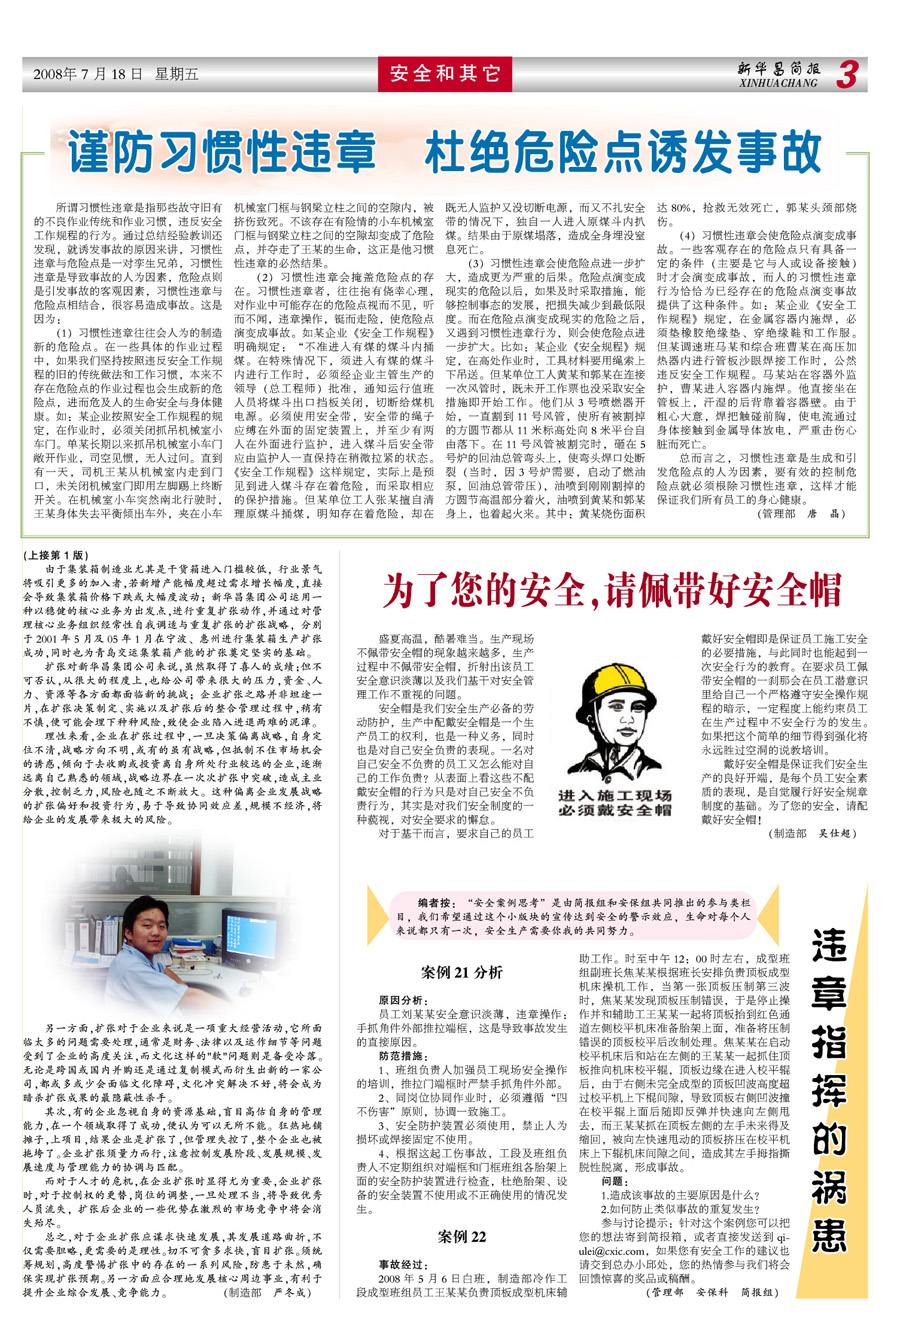 2008年 7 月 18 日 星期五
安全和其它
新华昌简报
XINHUACHANG
3
谨防习惯性违章 杜绝危险点诱发事故
所谓习惯性违章是指那些故守旧有
的不良作业传统和作业习惯，违反安全
工作规程的行为。通过总结经验教训还
发现，就诱发事故的原因来讲，习惯性
违章与危险点是一对孪生兄弟，习惯性
违章是导致事故的人为因素，危险点则
是引发事故的客观因素，习惯性违章与
危险点相结合，很容易造成事故。这是
因为：
（1）习惯性违章往往会人为的制造
新的危险点。在一些具体的作业过程
中，如果我们坚持按照违反安全工作规
程的旧的传统做法和工作习惯，本来不
存在危险点的作业过程也会生成新的危
险点，进而危及人的生命安全与身体健
康。如；某企业按照安全工作规程的规
定，在作业时，必须关闭抓吊机械室小
车门。单某长期以来抓吊机械室小车门
敞开作业，司空见惯，无人过问。直到
有一天，司机王某从机械室内走到门
口，未关闭机械室门即用左脚踢上终断
开关。在机械室小车突然南北行驶时，
王某身体失去平衡倾出车外，夹在小车
机械室门框与钢梁立柱之间的空隙内，被
挤伤致死。不该存在有险情的小车机械室
门框与钢梁立柱之间的空隙却变成了危险
点，并夺走了王某的生命，这正是他习惯
性违章的必然结果。
（2）习惯性违章会掩盖危险点的存
在。习惯性违章者，往往抱有侥幸心理，
对作业中可能存在的危险点视而不见，听
而不闻，违章操作，铤而走险，使危险点
演变成事故。如某企业《安全工作规程》
明确规定；“不准进入有煤的煤斗内捅
煤。在特殊情况下，须进入有煤的煤斗
内进行工作时，必须经企业主管生产的
领导（总工程师）批准，通知运行值班
人员将煤斗出口挡板关闭，切断给煤机
电源。必须使用安全带，安全带的绳子
应缚在外面的固定装置上，并至少有两
人在外面进行监护，进入煤斗后安全带
应由监护人一直保持在稍微拉紧的状态。
《安全工作规程》这样规定，实际上是预
见到进入煤斗存在着危险，而采取相应
的保护措施。但某单位工人张某擅自清
理原煤斗捅煤，明知存在着危险，却在
既无人监护又没切断电源，而又不扎安全
带的情况下，独自一人进入原煤斗内扒
煤。结果由于原煤塌落，造成全身埋没窒
息死亡。
（3）习惯性违章会使危险点进一步扩
大，造成更为严重的后果。危险点演变成
现实的危险以后，如果及时采取措施，能
够控制事态的发展，把损失减少到最低限
度。而在危险点演变成现实的危险之后，
又遇到习惯性违章行为，则会使危险点进
一步扩大。比如：某企业《安全规程》规
定，在高处作业时，工具材料要用绳索上
下吊送。但某单位工人黄某和郭某在连接
一次风管时，既未开工作票也没采取安全
措施即开始工作。他们从 3 号喷燃器开
始，一直割到 11 号风管，使所有被割掉
的方圆节都从 11 米标高处向 8 米平台自
由落下。在 11 号风管被割完时，砸在 5
号炉的回油总管弯头上，使弯头焊口处断
裂（当时，因 3 号炉需要，启动了燃油
泵，回油总管带压），油喷到刚刚割掉的
方圆节高温部分着火，油喷到黄某和郭某
身上，也着起火来。其中：黄某烧伤面积
达 80%，抢救无效死亡，郭某头颈部烧
伤。
（4）习惯性违章会使危险点演变成事
故。一些客观存在的危险点只有具备一
定的条件（主要是它与人或设备接触）
时才会演变成事故，而人的习惯性违章
行为恰恰为已经存在的危险点演变事故
提供了这种条件。如：某企业《安全工
作规程》规定，在金属容器内施焊，必
须垫橡胶绝缘垫、穿绝缘鞋和工作服。
但某调速班马某和综合班曹某在高压加
热器内进行管板沙眼焊接工作时，公然
违反安全工作规程。马某站在容器外监
护，曹某进入容器内施焊。他直接坐在
管板上，汗湿的后背靠着容器壁。由于
粗心大意，焊把触碰前胸，使电流通过
身体接触到金属导体放电，严重击伤心
脏而死亡。
总而言之，习惯性违章是生成和引
发危险点的人为因素，要有效的控制危
险点就必须根除习惯性违章，这样才能
保证我们所有员工的身心健康。
（管理部 唐 晶）
(上接第 1 版)
由于集装箱制造业尤其是干货箱进入门槛较低，行业景气
将吸引更多的加入者，若新增产能幅度超过需求增长幅度，直接
会导致集装箱价格下跌或大幅度波动；新华昌集团公司运用一
种以稳健的核心业务为出发点，进行重复扩张动作，并通过对管
理核心业务组织经常性自我调适与重复扩张的扩张战略，分别
于 2001 年 5 月及 05 年 1 月在宁波、惠州进行集装箱生产扩张
成功，同时也为青岛交运集装箱产能的扩张奠定坚实的基础。
扩张对新华昌集团公司来说，虽然取得了喜人的成绩；但不
可否认，从很大的程度上，也给公司带来很大的压力，资金、人
力、资源等各方面都面临新的挑战；企业扩张之路并非坦途一
片，在扩张决策制定、实施以及扩张后的整合管理过程中，稍有
不慎，便可能会埋下种种风险，致使企业陷入进退两难的泥潭。
理性来看，企业在扩张过程中，一旦决策偏离战略，自身定
位不清，战略方向不明，或有的虽有战略，但抵制不住市场机会
的诱惑，倾向于去收购或投资离自身所处行业较远的企业，逐渐
远离自己熟悉的领域，战略边界在一次次扩张中突破，造成主业
分散，控制乏力，风险也随之不断放大。这种偏离企业发展战略
的扩张偏好和投资行为，易于导致协同效应差，规模不经济，将
给企业的发展带来极大的风险。
另一方面，扩张对于企业来说是一项重大经营活动，它所面
临太多的问题需要处理，通常是财务、法律以及运作细节等问题
受到了企业的高度关注，而文化这样的"软"问题则是备受冷落。
无论是跨国或国内并购还是通过复制模式而衍生出新的一家公
司，都或多或少会面临文化障碍，文化冲突解决不好，将会成为
暗杀扩张成果的最隐蔽性杀手。
其次，有的企业忽视自身的资源基础，盲目高估自身的管理
能力，在一个领域取得了成功，便认为可以无所不能。狂热地铺
摊子，上项目，结果企业是扩张了，但管理失控了，整个企业也被
拖垮了。企业扩张须量力而行，注意控制发展阶段、发展规模、发
展速度与管理能力的协调与匹配。
而对于人才的危机，在企业扩张时显得尤为重要，企业扩张
时，对于控制权的更替，岗位的调整，一旦处理不当，将导致优秀
人员流失，扩张后企业的一些优势在激烈的市场竞争中将会消
失殆尽。
总之，对于企业扩张应谋求快速发展，其发展道路曲折，不
仅需要胆略，更需要的是理性。切不可贪多求快，盲目扩张。须统
筹规划，高度警惕扩张中的存在的一系列风险，防患于未然，确
保实现扩张预期。另一方面应合理地发展核心周边事业，有利于
提升企业综合发展、竞争能力。 （制造部 严冬成）
为了您的安全，请佩带好安全帽
盛夏高温，酷暑难当。生产现场
不佩带安全帽的现象越来越多，生产
过程中不佩带安全帽，折射出该员工
安全意识淡薄以及我们基干对安全管
理工作不重视的问题。
安全帽是我们安全生产必备的劳
动防护，生产中配戴安全帽是一个生
产员工的权利，也是一种义务，同时
也是对自己安全负责的表现。一名对
自己安全不负责的员工又怎么能对自
己的工作负责？从表面上看这些不配
戴安全帽的行为只是对自己安全不负
责行为，其实是对我们安全制度的一
种藐视，对安全要求的懈怠。
对于基干而言，要求自己的员工
进入施工现场
必须戴安全帽
戴好安全帽即是保证员工施工安全
的必要措施，与此同时也能起到一
次安全行为的教育。在要求员工佩
带安全帽的一刹那会在员工潜意识
里给自己一个严格遵守安全操作规
程的暗示，一定程度上能约束员工
在生产过程中不安全行为的发生。
如果把这个简单的细节得到强化将
永远胜过空洞的说教培训。
戴好安全帽是保证我们安全生
产的良好开端，是每个员工安全素
质的表现，是自觉履行好安全规章
制度的基础。为了您的安全，请配
戴好安全帽！
（制造部 吴仕超）
编者按：“安全案例思考”是由简报组和安保组共同推出的参与类栏
目，我们希望通过这个小版块的宣传达到安全的警示效应，生命对每个人
来说都只有一次，安全生产需要你我的共同努力。
案例 21 分析
原因分析：
员工刘某某安全意识淡薄，违章操作；
手抓角件外部推拉端框，这是导致事故发生
的直接原因。
防范措施：
1、班组负责人加强员工现场安全操作
的培训，推拉门端框时严禁手抓角件外部。
2、同岗位协同作业时，必须遵循“四
不伤害”原则，协调一致施工。
3、安全防护装置必须使用，禁止人为
损坏或焊接固定不使用。
4、根据这起工伤事故，工段及班组负
责人不定期组织对端框和门框班组各胎架上
面的安全防护装置进行检查，杜绝胎架、设
备的安全装置不使用或不正确使用的情况发
生。
案例 22
事故经过：
2008 年 5 月 6 日白班，制造部冷作工
段成型班组员工王某某负责顶板成型机床辅
助工作。时至中午 12：00 时左右，成型班
组副班长焦某某根据班长安排负责顶板成型
机床操机工作，当第一张顶板压制第三波
时，焦某某发现顶板压制错误，于是停止操
作并和辅助工王某某一起将顶板抬到红色通
道左侧校平机床准备胎架上面，准备将压制
错误的顶板校平后改制处理。焦某某在启动
校平机床后和站在左侧的王某某一起抓住顶
板推向机床校平辊，顶板边缘在进入校平辊
后，由于右侧未完全成型的顶板凹波高度超
过校平机上下棍间隙，导致顶板右侧凹波撞
在校平辊上面后随即反弹并快速向左侧甩
去，而王某某抓在顶板左侧的左手未来得及
缩回，被向左快速甩动的顶板挤压在校平机
床上下辊机床间隙之间，造成其左手拇指撕
脱性脱离，形成事故。
问题：
1.造成该事故的主要原因是什么？
2.如何防止类似事故的重复发生？
参与讨论提示；针对这个案例您可以把
您的想法寄到简报箱，或者直接发送到 qi-
ulei@cxic.com，如果您有安全工作的建议也
请交到总办小邱处，您的热情参与我们将会
回馈惊喜的奖品或稿酬。
（管理部 安保科 简报组）
违章指挥的祸患